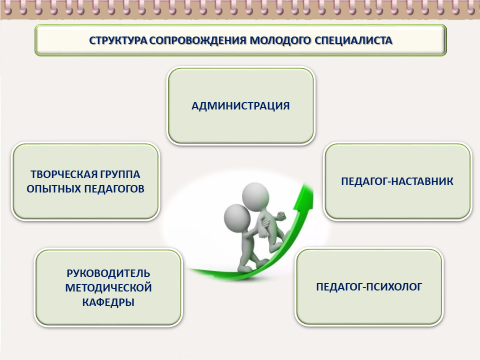 СТРУКТУРА СОПРОВОЖДЕНИЯ МОЛОДОГО СПЕЦИАЛИСТА
АДМИНИСТРАЦИЯ
ТВОРЧЕСКАЯ ГРУППА
ОПЫТНЫХ ПЕДАГОГОВ
ПЕДАГОГ-НАСТАВНИК
РУКОВОДИТЕЛЬ
МЕТОДИЧЕСКОЙ
КАФЕДРЫ
ПЕДАГОГ-ПСИХОЛОГ